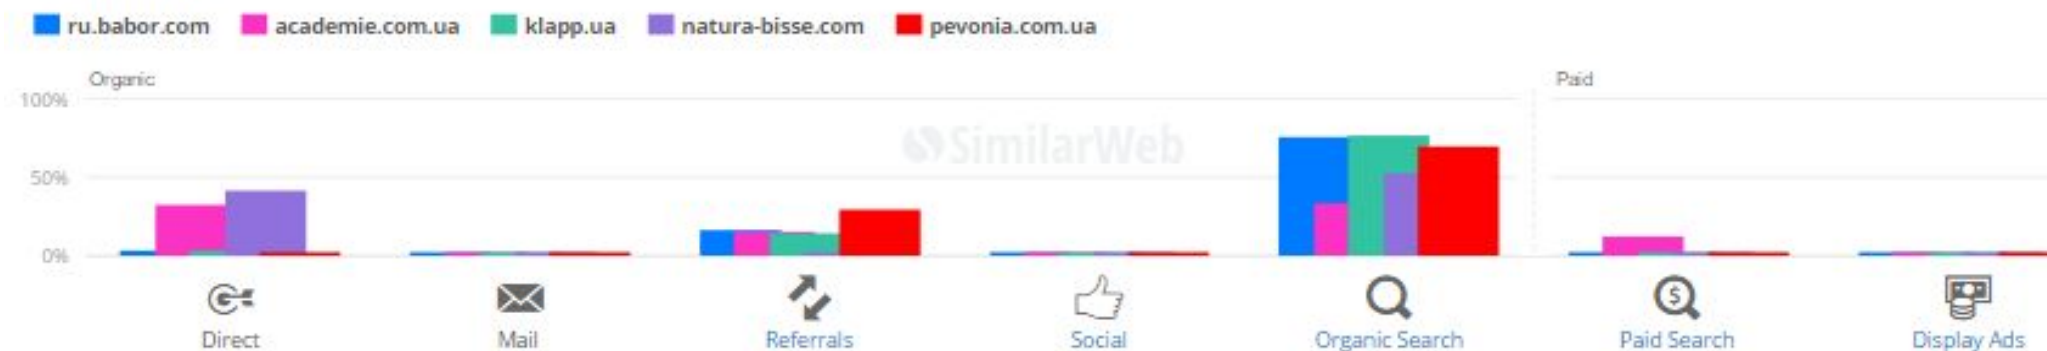 ru.babor.com academie.com.ua klapp.ua natura-bisse.com pevonia.com.ua
Organic Paid
100%
SimilarWeb
50%
0%
Direct Mail Referrals Social Organic Search Paid Search Display Ads